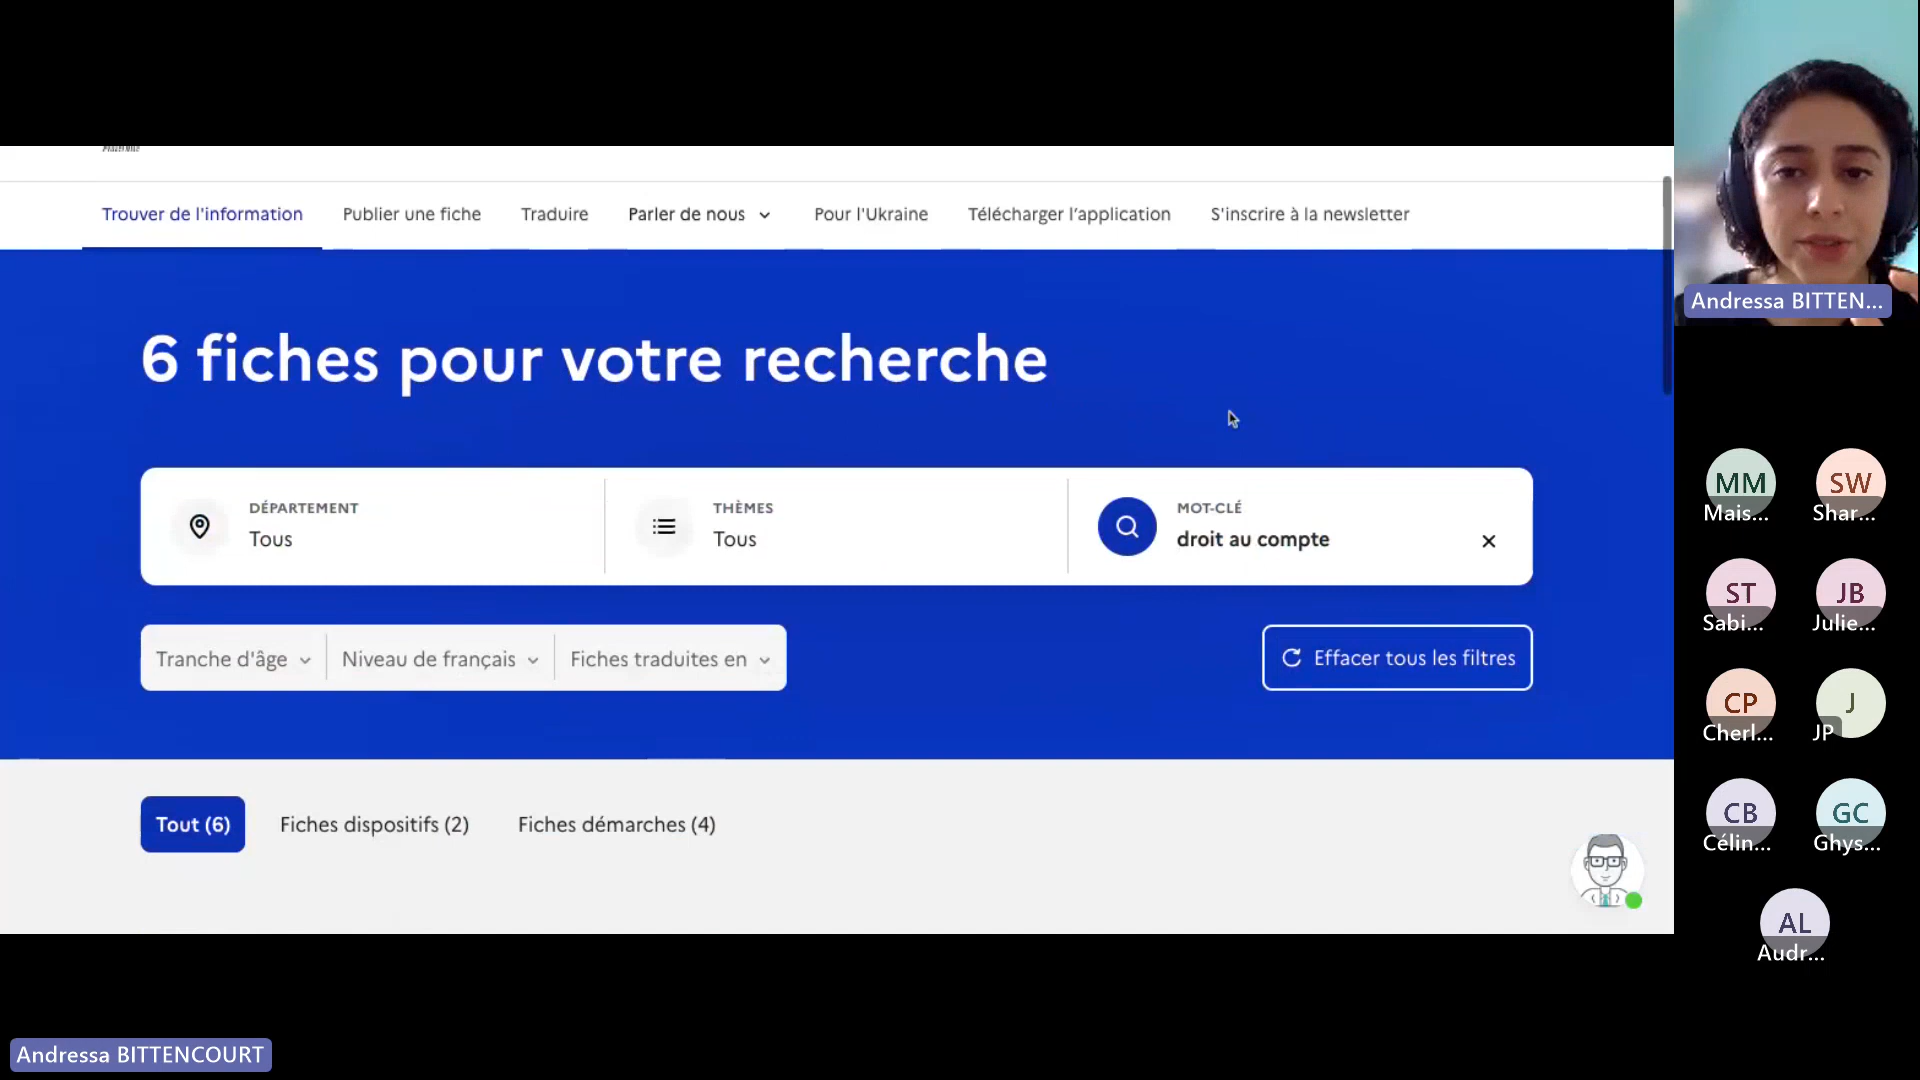 Trouver de l'information
Publier une fiche
Traduire
Parler de nous
Pour l'Ukraine
Télécharger l’application
S'inscrire à la newsletter
6 fiches pour votre recherche
DÉPARTEMENT
Tous
THÈMES
Tous
MOT-CLÉ
droit au compte
Tranche d'âge
Niveau de français
Fiches traduites en
Effacer tous les filtres
Tout (6)
Fiches dispositifs (2)
Fiches démarches (4)
Andressa BITTENCOURT
Andressa BITTEN...
MM
Mais...
SW
Shar...
ST
Sabi...
JB
Julie...
CP
Cherl...
J
JP
CB
Célin...
GC
Ghys...
AL
Audr...